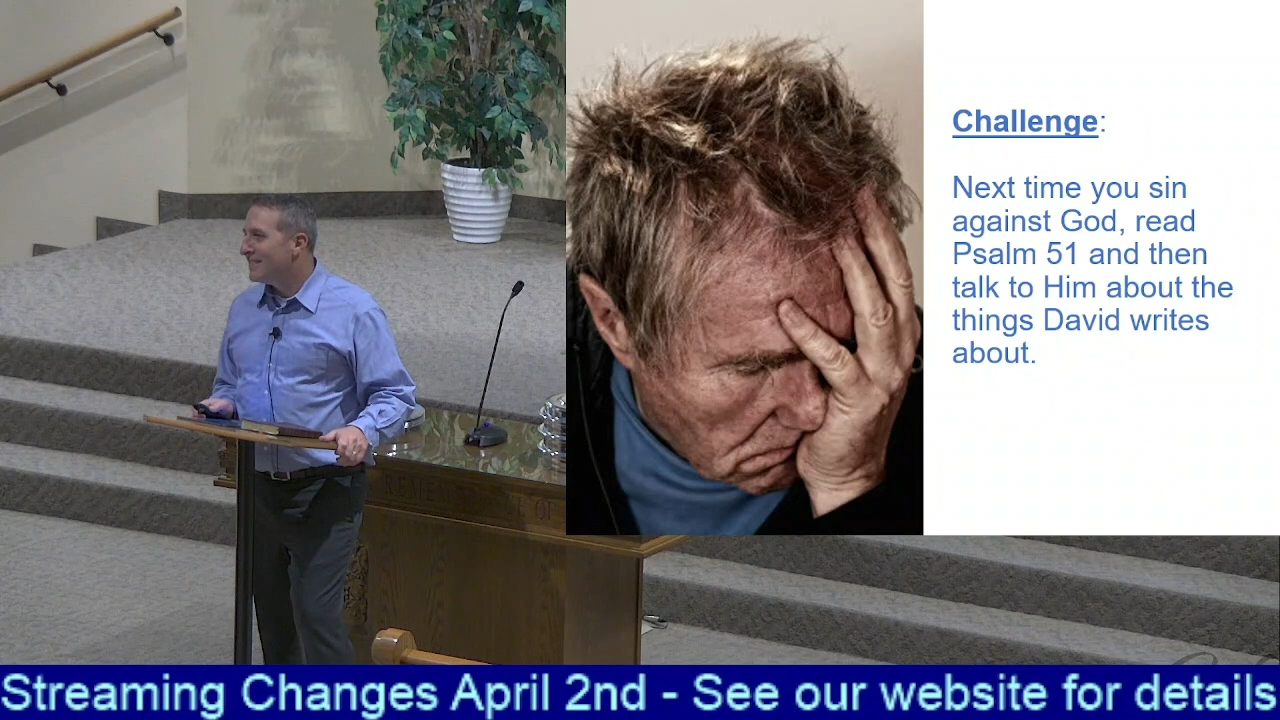 Challenge:
Next time you sin
against God, read
Psalm 51 and then
talk to Him about the
things David writes
about.
OF
Streaming Changes April 2nd - See our website for details